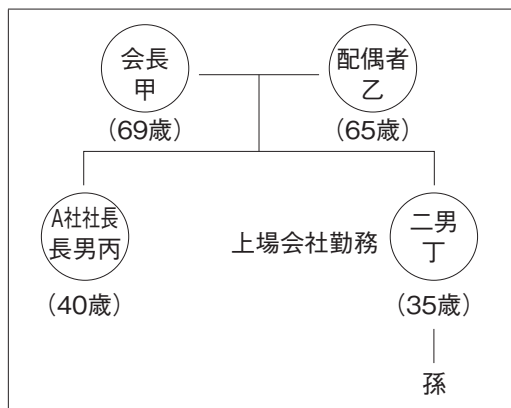 会長
甲
(69歳)
配偶者
乙
(65歳)
A社社長
長男丙
(40歳)
上場会社勤務
二男
丁
(35歳)
孫